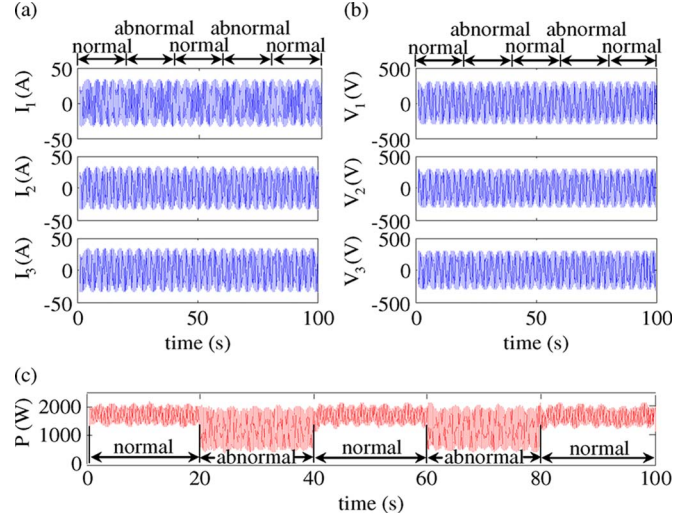 (a)
abnormal abnormal
normal normal normal
50
0
-50
I1(A)
50
0
-50
I2(A)
50
0
-50
I3(A)
0 50 100
time (s)
(b)
abnormal abnormal
normal normal normal
500
0
-500
V1(V)
500
0
-500
V2(V)
500
0
500
V3(V)
0 50 100
time (s)
(c)
2000
1000
0
P (W)
normal abnormal normal abnormal normal
0 20 40 60 80 100
time (s)